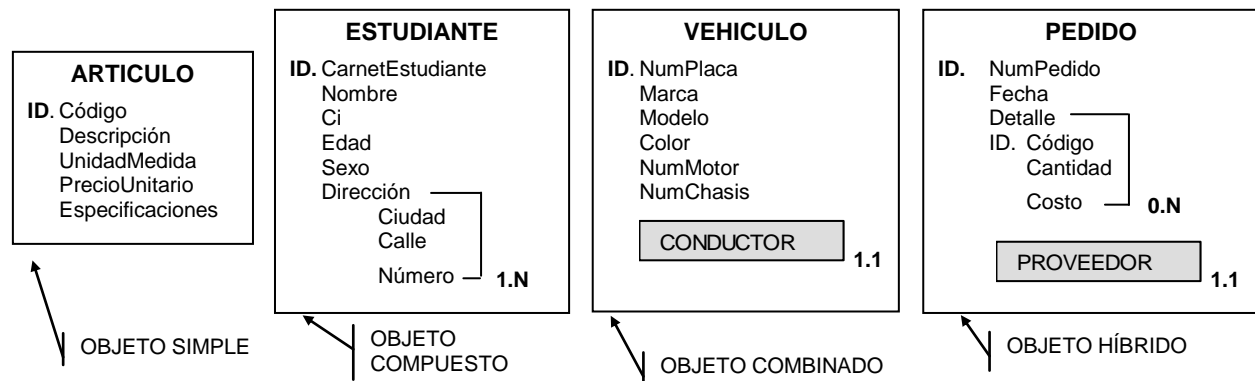 ARTICULO
ID. Código
Descripción
UnidadMedida
PrecioUnitario
Especificaciones
OBJETO SIMPLE
ESTUDIANTE
ID. CarnetEstudiante
Nombre
Ci
Edad
Sexo
Dirección
Ciudad
Calle
Número
1.N
OBJETO
COMPUESTO
VEHICULO
ID. NumPlaca
Marca
Modelo
Color
NumMotor
NumChasis
CONDUCTOR
1.1
OBJETO COMBINADO
PEDIDO
ID. NumPedido
Fecha
Detalle
ID. Código
Cantidad
Costo
0.N
PROVEEDOR
1.1
OBJETO HÍBRIDO